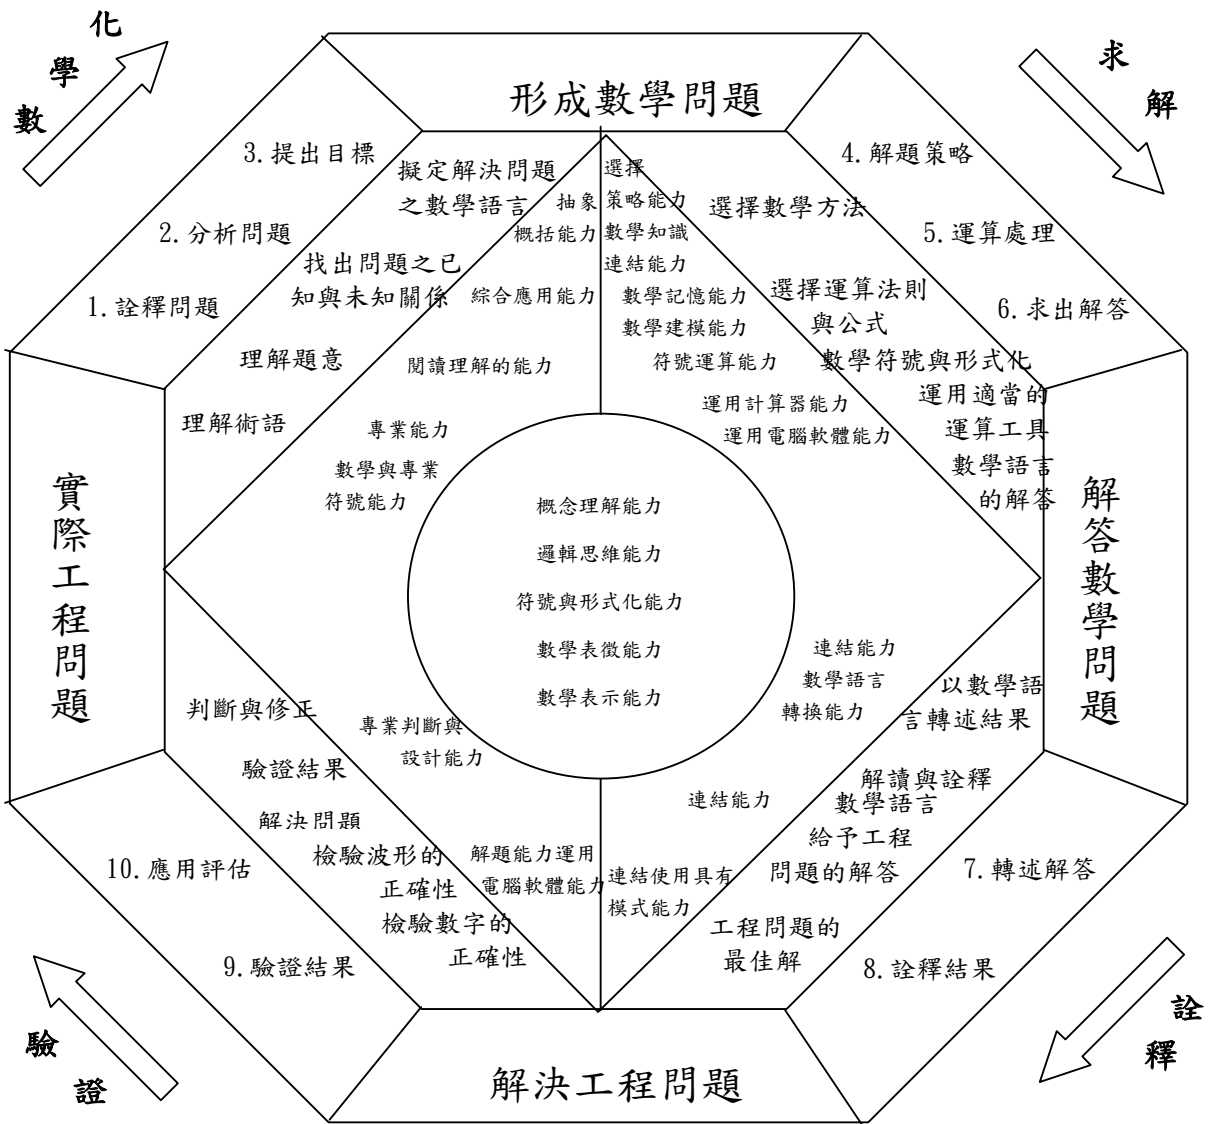 數學化
求解
形成數學問題
3.提出目標
2.分析問題
1.詮釋問題
4.解題策略
5.運算處理
6.求出解答
擬定解決問題
之數學語言
找出問題之已
知與未知關係
理解題意
理解術語
抽象
概括能力
綜合應用能力
閱讀理解的能力
專業能力
數學與專業
符號能力
選擇
策略能力
數學知識
連結能力
數學記憶能力
數學建模能力
符號運算能力
運用計算器能力
運用電腦軟體能力
選擇數學方法
選擇運算法則
與公式
數學符號與形式化
運用適當的
運算工具
數學語言
的解答
實際工程問題
概念理解能力
邏輯思維能力
符號與形式化能力
數學表徵能力
數學表示能力
解答數學問題
判斷與修正
驗證結果
解決問題
檢驗波形的
正確性
檢驗數字的
正確性
專業判斷與
設計能力
解題能力運用
電腦軟體能力
連結能力
數學語言
轉換能力
連結能力
連結使用具有
模式能力
以數學語
言轉述結果
解讀與詮釋
數學語言
給予工程
問題的解答
工程問題的
最佳解
10.應用評估
9.驗證結果
7.轉述解答
8.詮釋結果
驗證
解決工程問題
詮釋